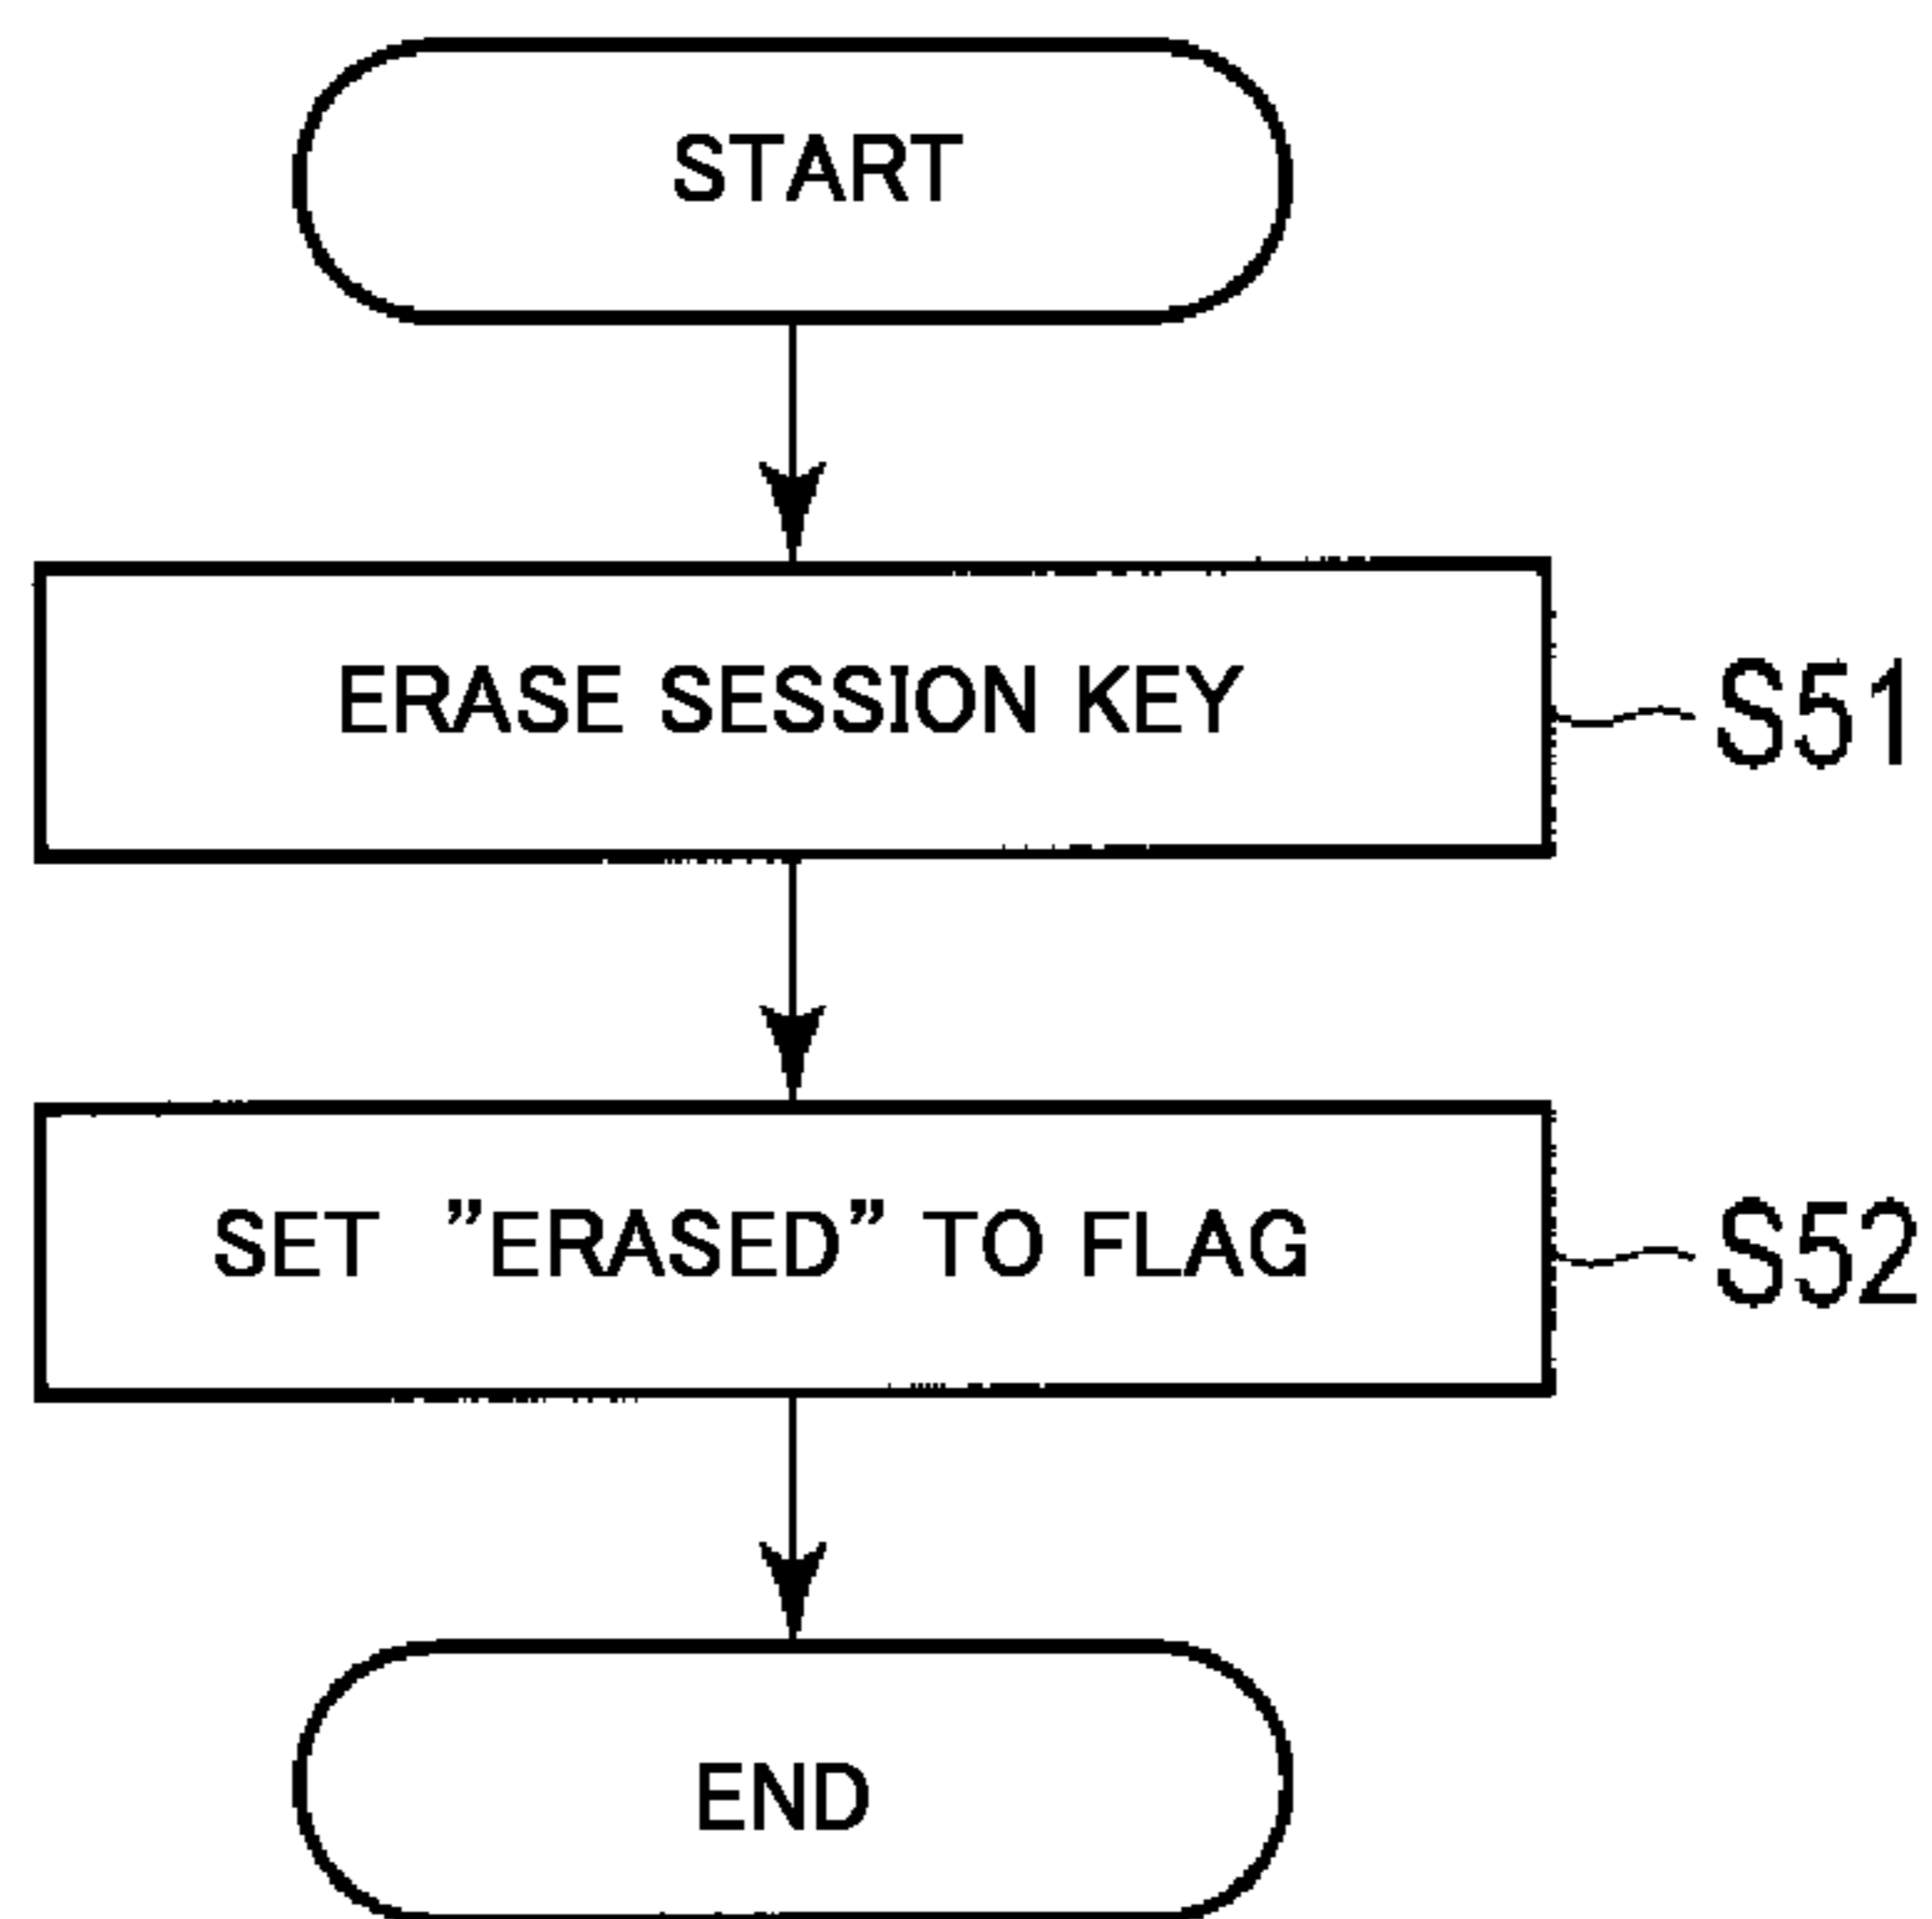 START
ERASE SESSION KEY
S51
SET ”ERASED” TO FLAG
S52
END